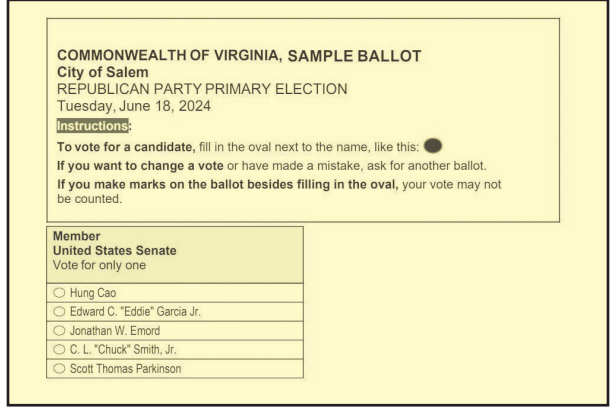 COMMONWEALTH OF VIRGINIA, SAMPLE BALLOT
City of Salem
REPUBLICAN PARTY PRIMARY ELECTION
Tuesday, June 18, 2024
Instructions:
To vote for a candidate, fill in the oval next to the name, like this:
If you want to change a vote or have made a mistake, ask for another ballot.
If you make marks on the ballot besides filling in the oval, your vote may not
be counted.
Member
United States Senate
Vote for only one
Hung Cao
Edward C. "Eddie" Garcia Jr.
Jonathan W. Emord
C. L. "Chuck" Smith, Jr.
Scott Thomas Parkinson